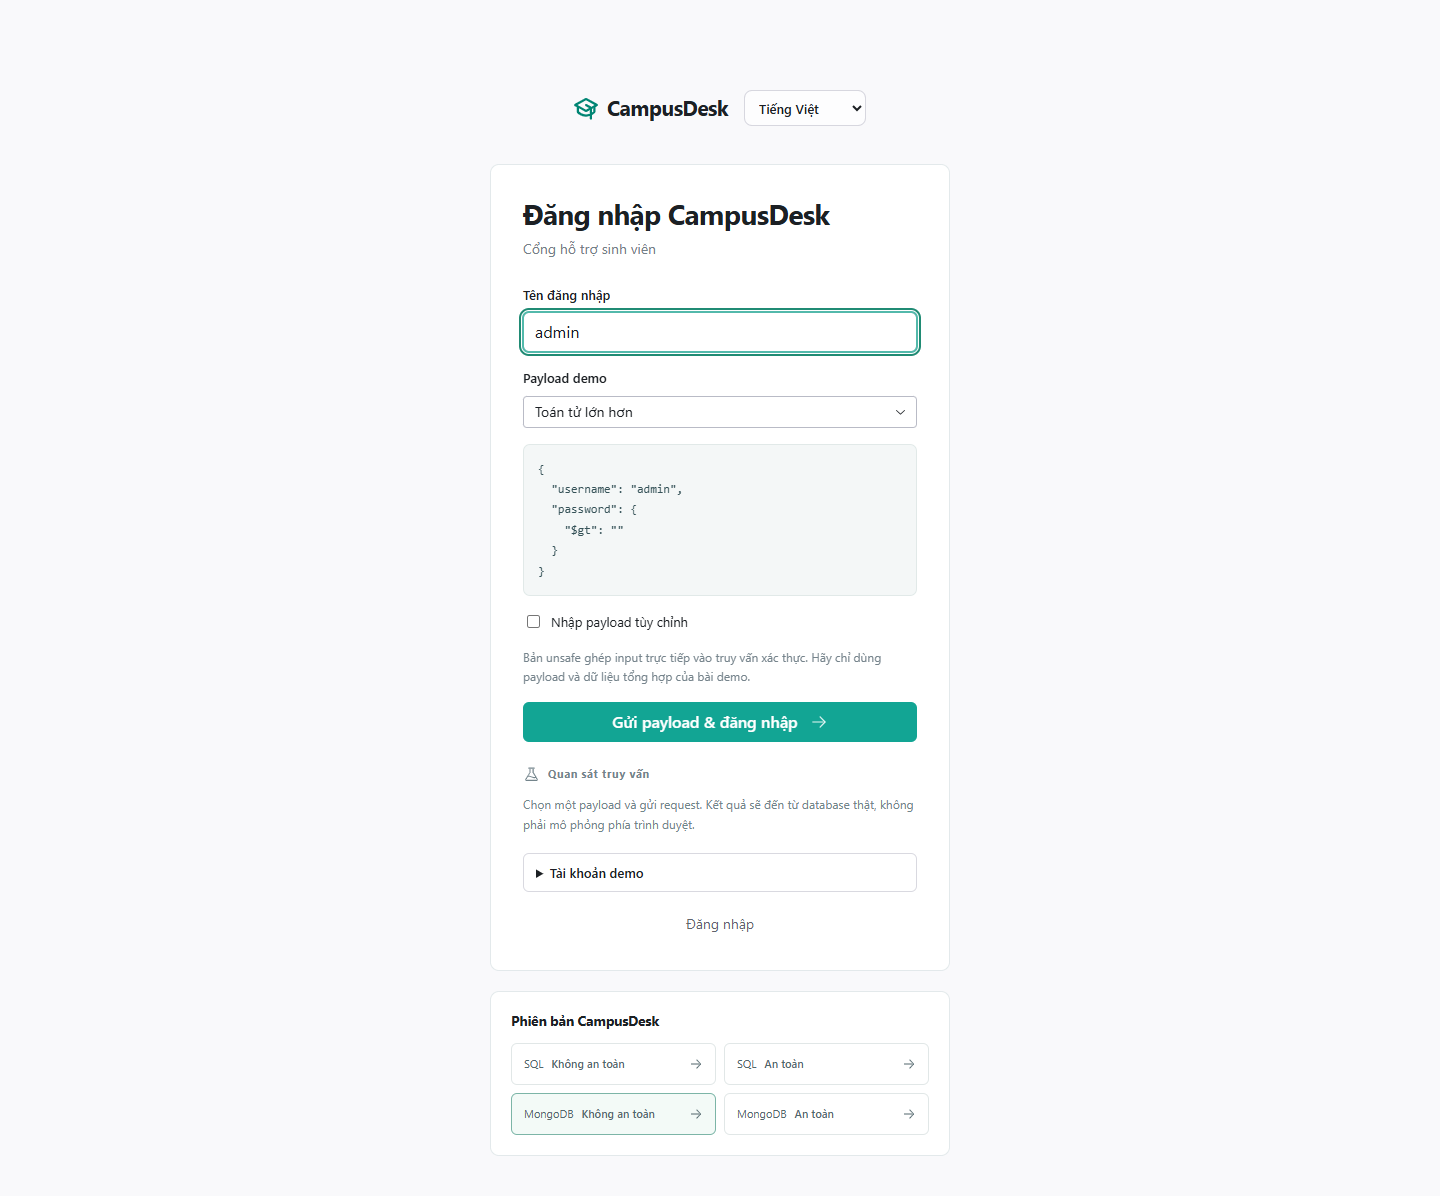 CampusDesk
Tiếng Việt
Đăng nhập CampusDesk
Cổng hỗ trợ sinh viên
Tên đăng nhập
admin
Payload demo
Toán tử lớn hơn
{
  "username": "admin",
  "password": {
    "$gt": ""
  }
}
Nhập payload tùy chỉnh
Bản unsafe ghép input trực tiếp vào truy vấn xác thực. Hãy chỉ dùng
payload và dữ liệu tổng hợp của bài demo.
Gửi payload & đăng nhập →
Quan sát truy vấn
Chọn một payload và gửi request. Kết quả sẽ đến từ database thật, không
phải mô phỏng phía trình duyệt.
▶ Tài khoản demo
Đăng nhập
Phiên bản CampusDesk
SQL Không an toàn →
SQL An toàn →
MongoDB Không an toàn →
MongoDB An toàn →